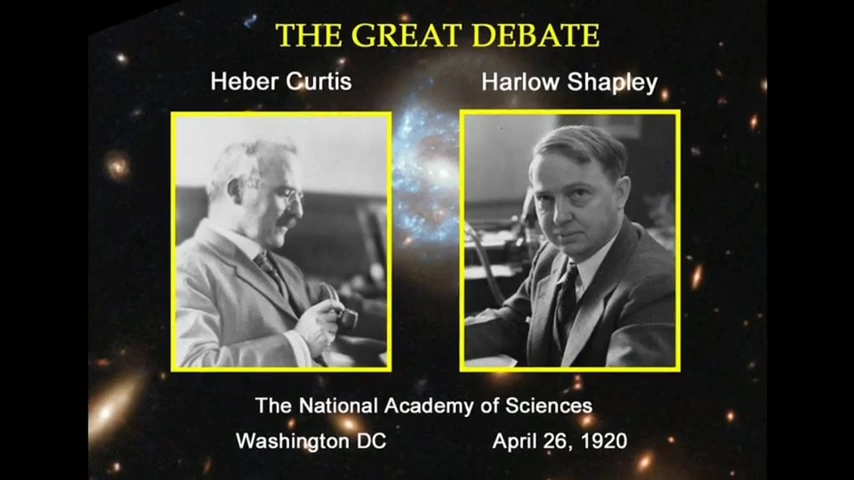 THE GREAT DEBATE
Heber Curtis Harlow Shapley
The National Academy of Sciences
Washington DC April 26, 1920